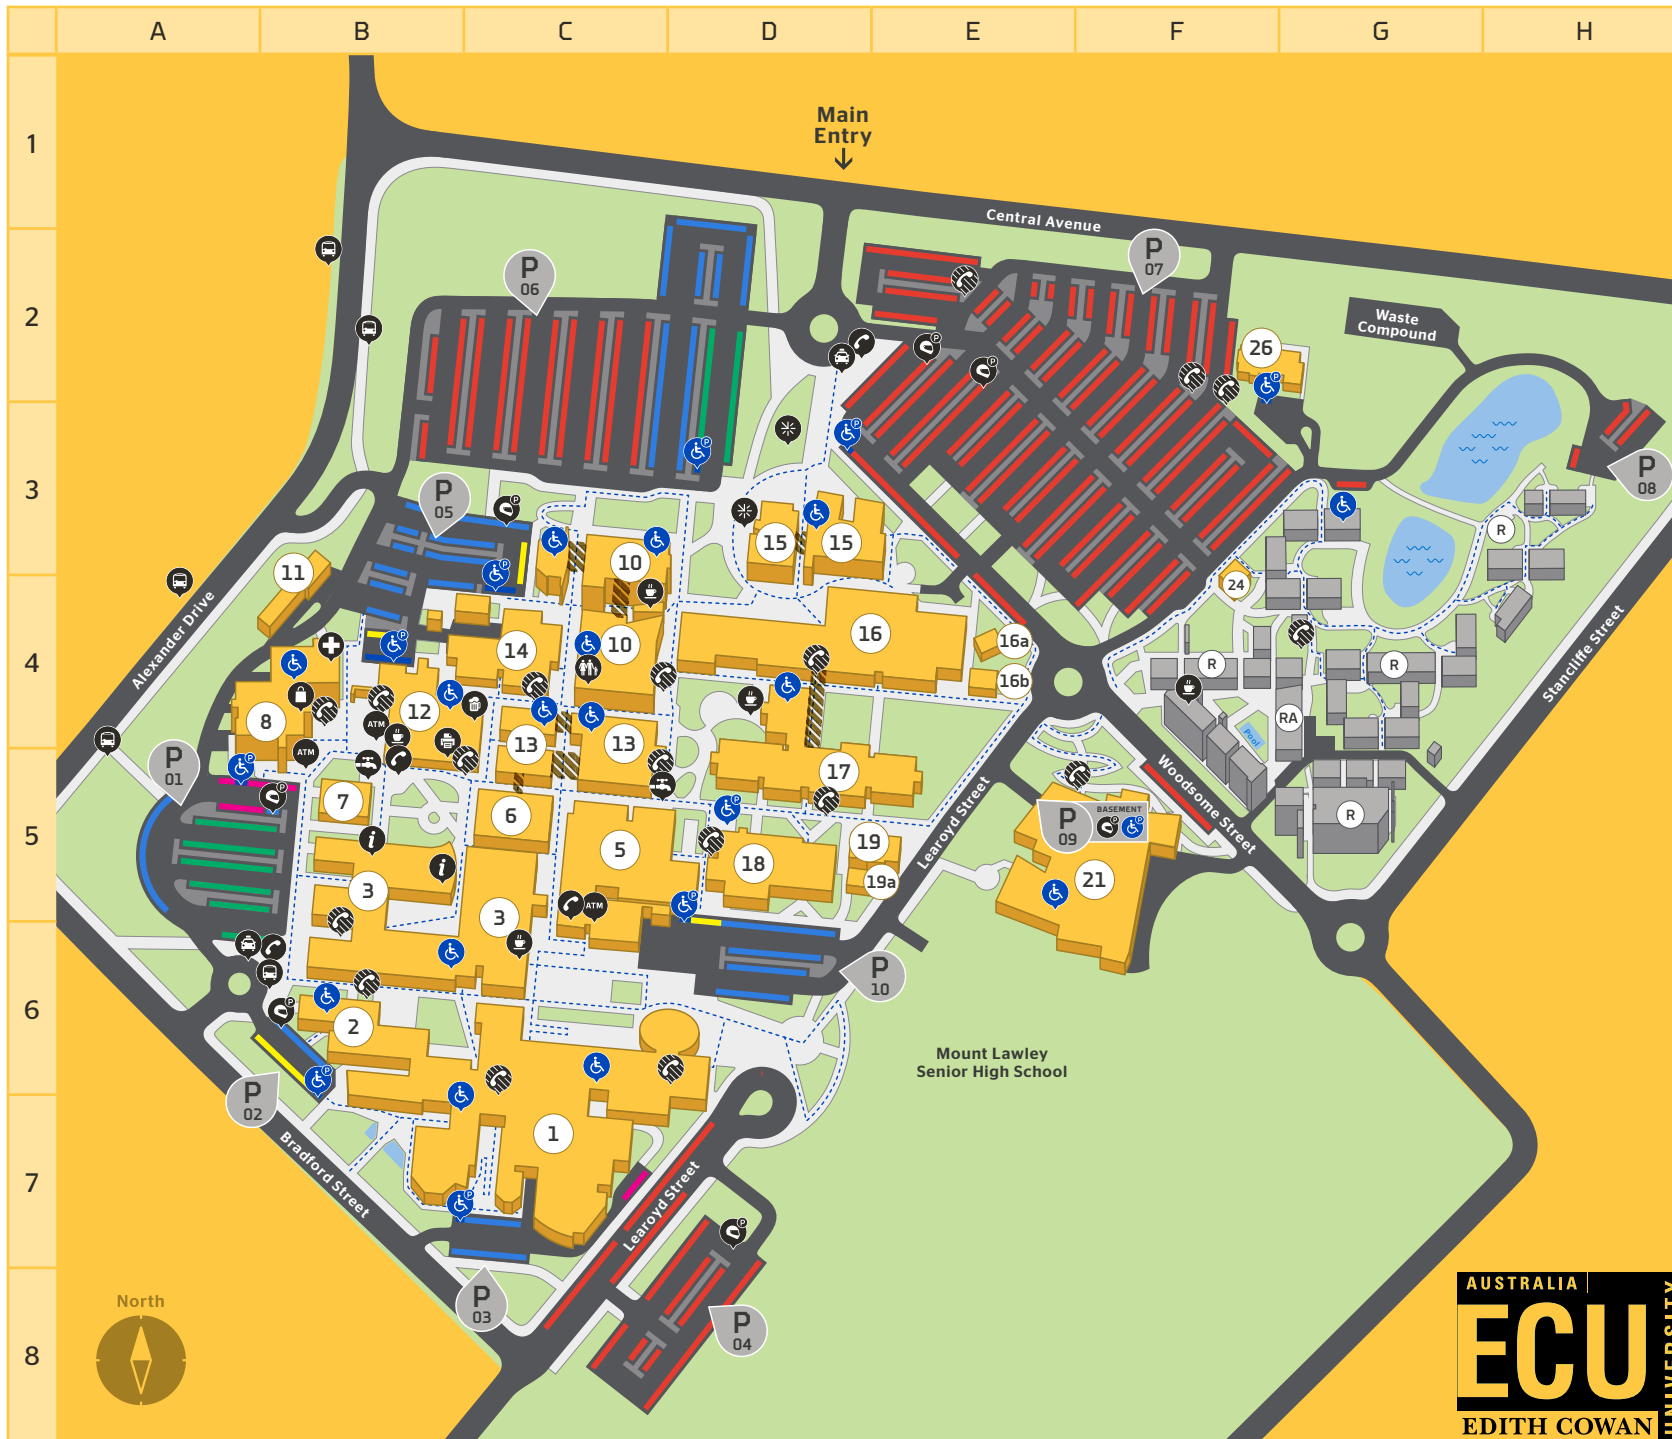 A B C D E F G H
1
Main
Entry
Central Avenue
P
07
P
06
2
Waste
Compound
26
P
P
P
P
P
3
P
05
P
P
08
R
10
15
15
11
P
24
Alexander Drive
16
16a
10
14
P
4
R
R
16b
Stancliffe Street
12
RA
8
ATM
13
13
Pool
ATM
P
01
P
17
Woodsome Street
P
7
6
P
Learoyd Street
BASEMENT
P
09
P
P
R
5
5
19
18
19a
21
3
3
ATM
P
P
10
6
P
2
Mount Lawley
Senior High School
P
P
02
1
Bradford Street
7
P
Learoyd Street
P
P
03
P
04
North
8
AUSTRALIA
ECU
EDITH COWAN
UNIVERSITY